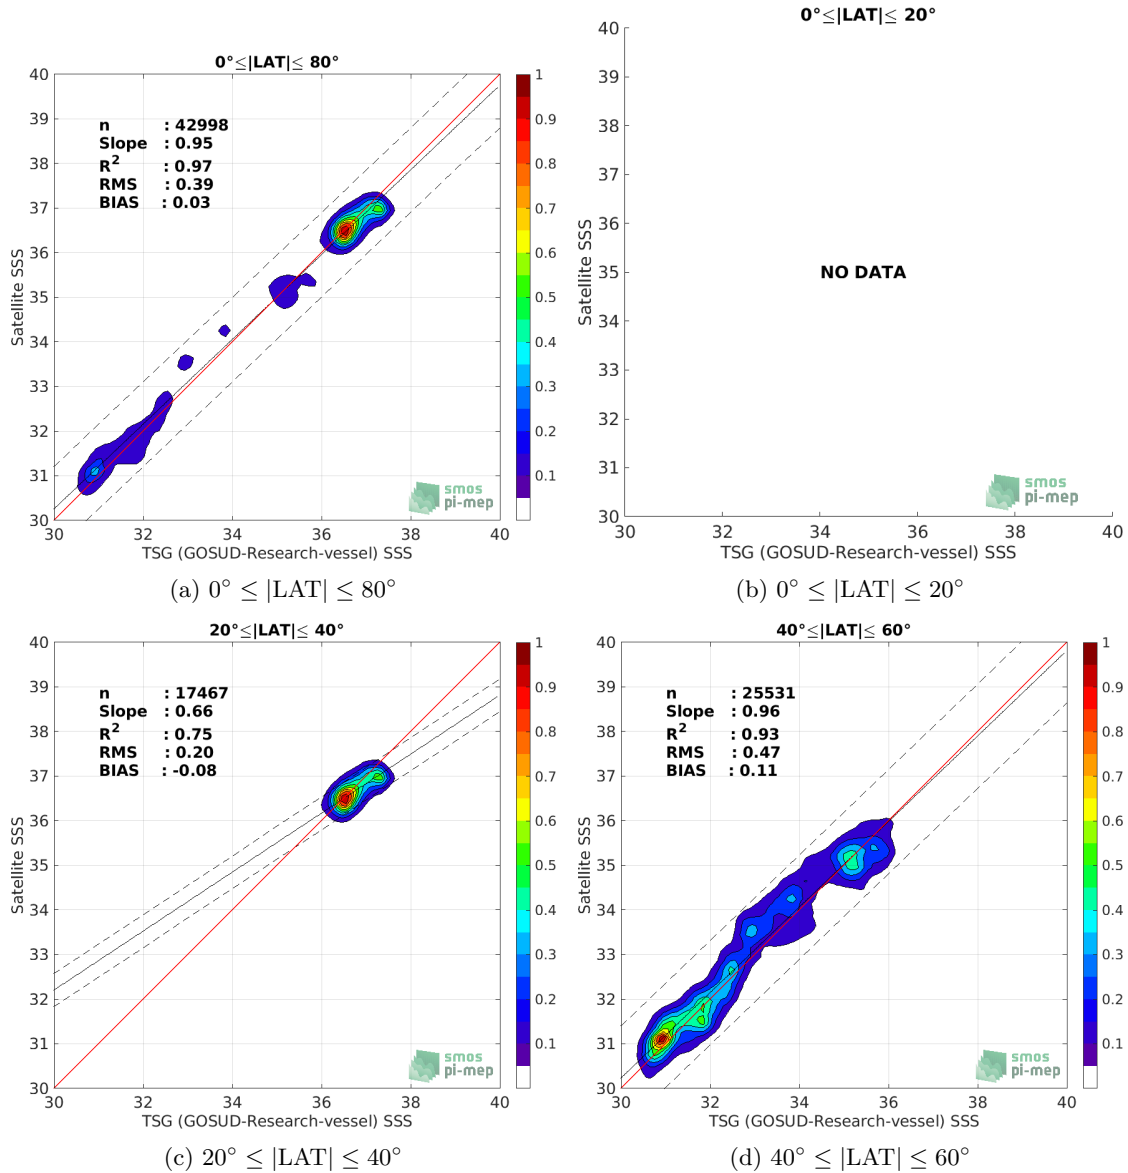 0°≤|LAT|≤ 80°
40
39
38
37
36
35
34
33
32
31
30
n : 42998
Slope : 0.95
R² : 0.97
RMS : 0.39
BIAS : 0.03
1
0.9
0.8
0.7
0.6
0.5
0.4
0.3
0.2
0.1
Satellite SSS
smos
pi-mep
30 32 34 36 38 40
TSG (GOSUD-Research-vessel) SSS
(a) 0° ≤ |LAT| ≤ 80°
0°≤|LAT|≤ 20°
40
39
38
37
36
35
34
33
32
31
30
NO DATA
Satellite SSS
smos
pi-mep
30 32 34 36 38 40
TSG (GOSUD-Research-vessel) SSS
(b) 0° ≤ |LAT| ≤ 20°
20°≤|LAT|≤ 40°
40
39
38
37
36
35
34
33
32
31
30
n : 17467
Slope : 0.66
R² : 0.75
RMS : 0.20
BIAS : -0.08
1
0.9
0.8
0.7
0.6
0.5
0.4
0.3
0.2
0.1
Satellite SSS
smos
pi-mep
30 32 34 36 38 40
TSG (GOSUD-Research-vessel) SSS
(c) 20° ≤ |LAT| ≤ 40°
40°≤|LAT|≤ 60°
40
39
38
37
36
35
34
33
32
31
30
n : 25531
Slope : 0.96
R² : 0.93
RMS : 0.47
BIAS : 0.11
1
0.9
0.8
0.7
0.6
0.5
0.4
0.3
0.2
0.1
Satellite SSS
smos
pi-mep
30 32 34 36 38 40
TSG (GOSUD-Research-vessel) SSS
(d) 40° ≤ |LAT| ≤ 60°